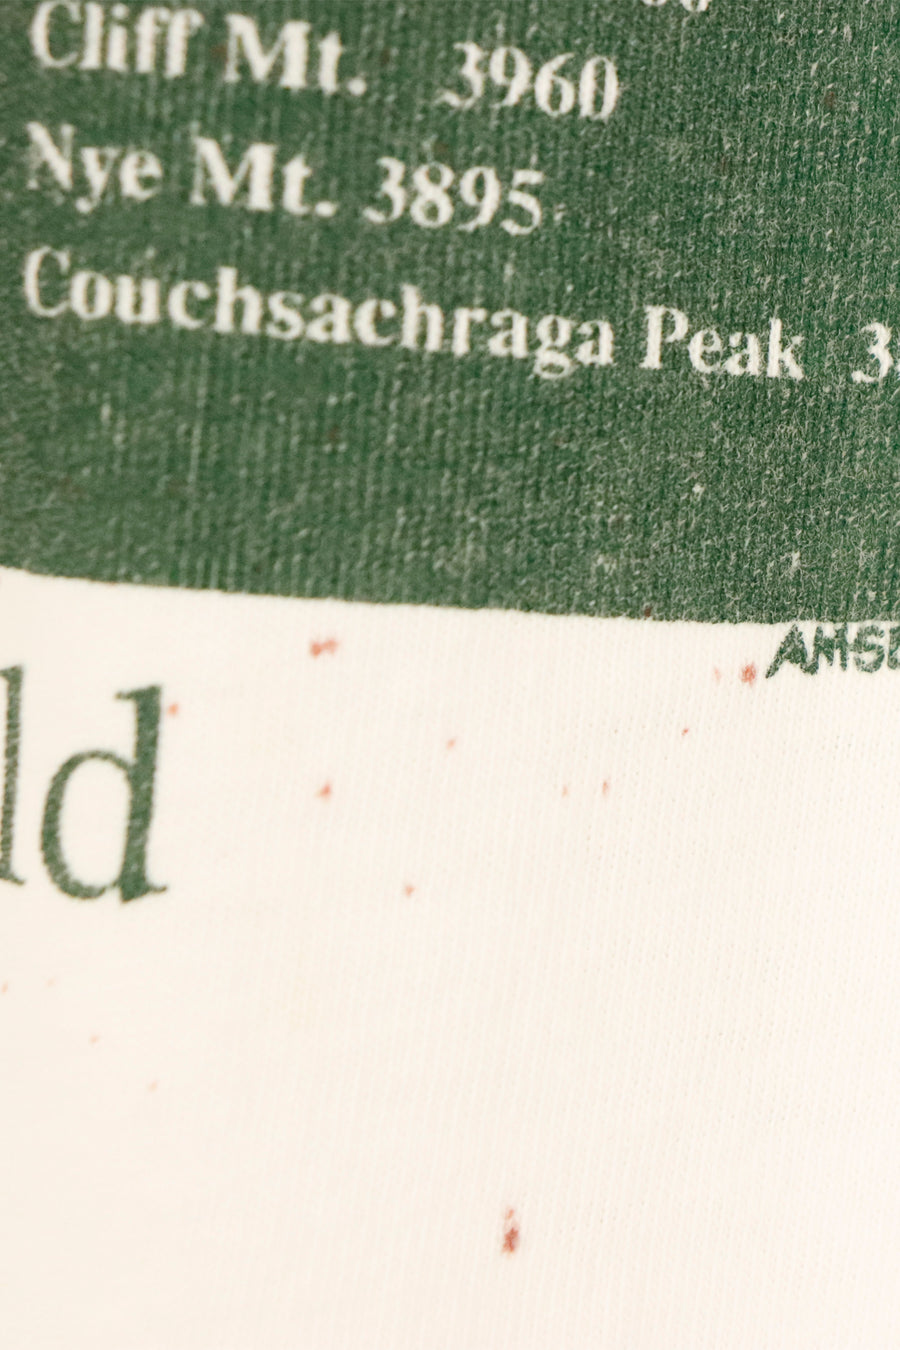 Cliff Mt. 3960
Nye Mt. 3895
Couchsachraga Peak
ld